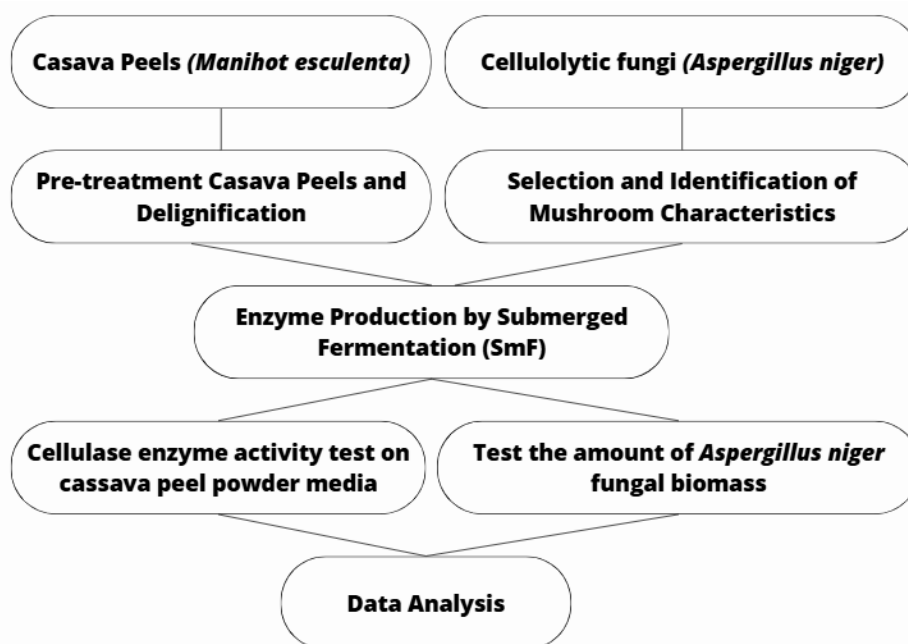 Casava Peels (Manihot esculenta)
Cellulolytic fungi (Aspergillus niger)
Pre-treatment Casava Peels and
Delignification
Selection and Identification of
Mushroom Characteristics
Enzyme Production by Submerged
Fermentation (SmF)
Cellulase enzyme activity test on
cassava peel powder media
Test the amount of Aspergillus niger
fungal biomass
Data Analysis